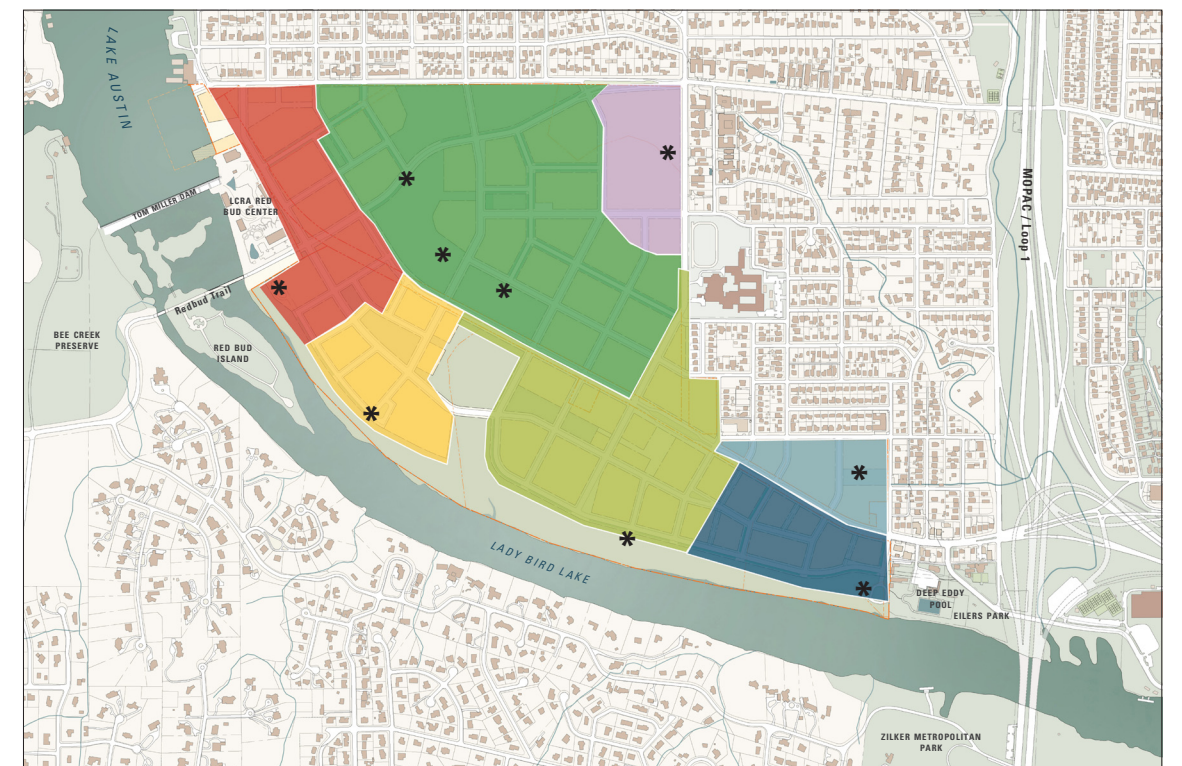 LAKE AUSTIN
TOM MILLER DAM
LCRA RED
BUD CENTER
MOPAC / Loop 1
Redbud Trail
BEE CREEK
PRESERVE
RED BUD
ISLAND
*
*
*
*
*
*
*
*
*
LADY BIRD LAKE
DEEP EDDY
POOL
EILERS PARK
ZILKER METROPOLITAN
PARK